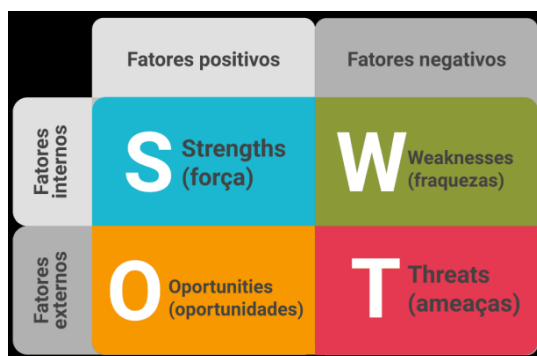 Fatores positivos
Fatores negativos
Fatores
internos
S
Strengths
(força)
W
Weaknesses
(fraquezas)
Fatores
externos
O
Oportunities
(oportunidades)
T
Threats
(ameaças)